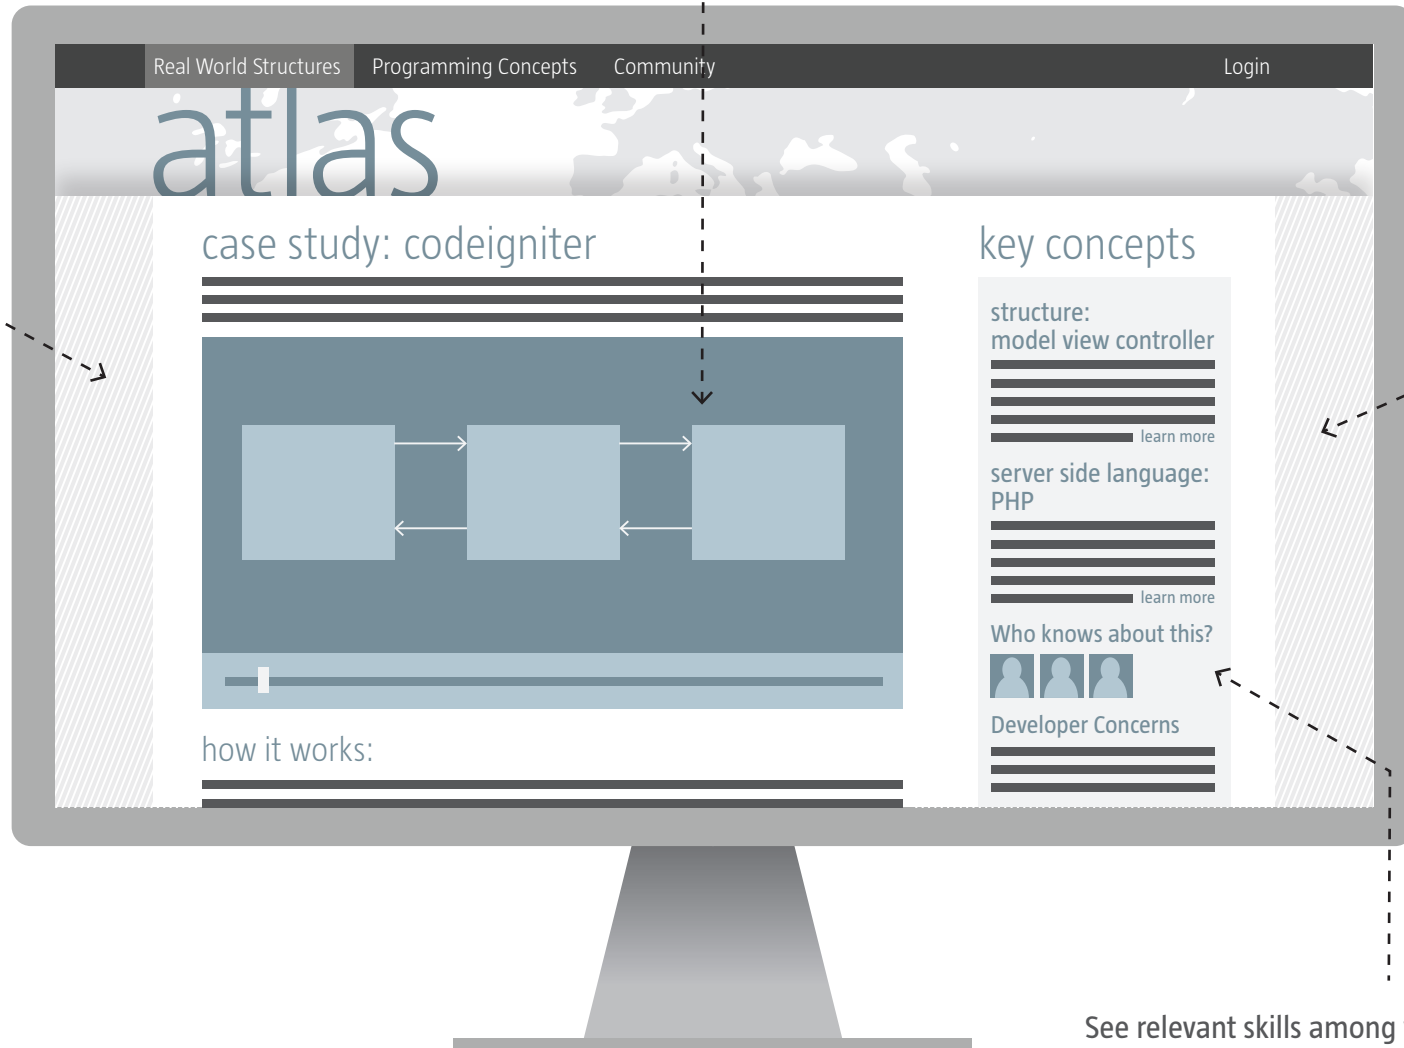 Real World Structures Programming Concepts Community Login
atlas
case study: codeigniter
key concepts
structure:
model view controller
learn more
server side language:
PHP
learn more
Who knows about this?
Developer Concerns
how it works:
See relevant skills among